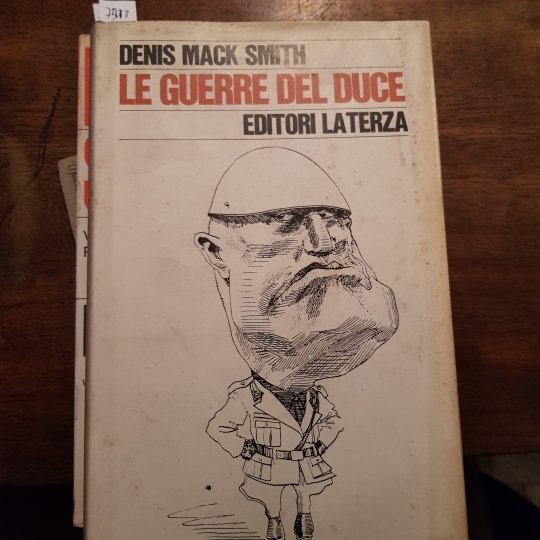 DENIS MACK SMITH
LE GUERRE DEL DUCE
EDITORI LATERZA